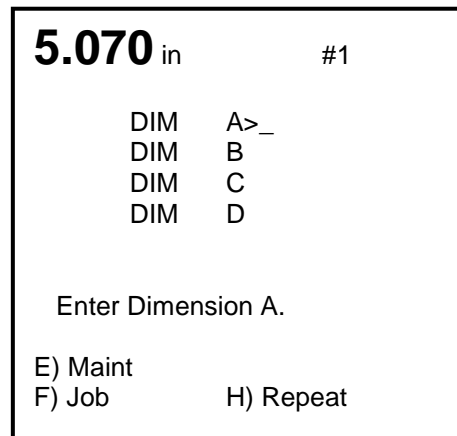 5.070 in #1
DIM A>_
DIM B
DIM C
DIM D
Enter Dimension A.
E) Maint
F) Job H) Repeat